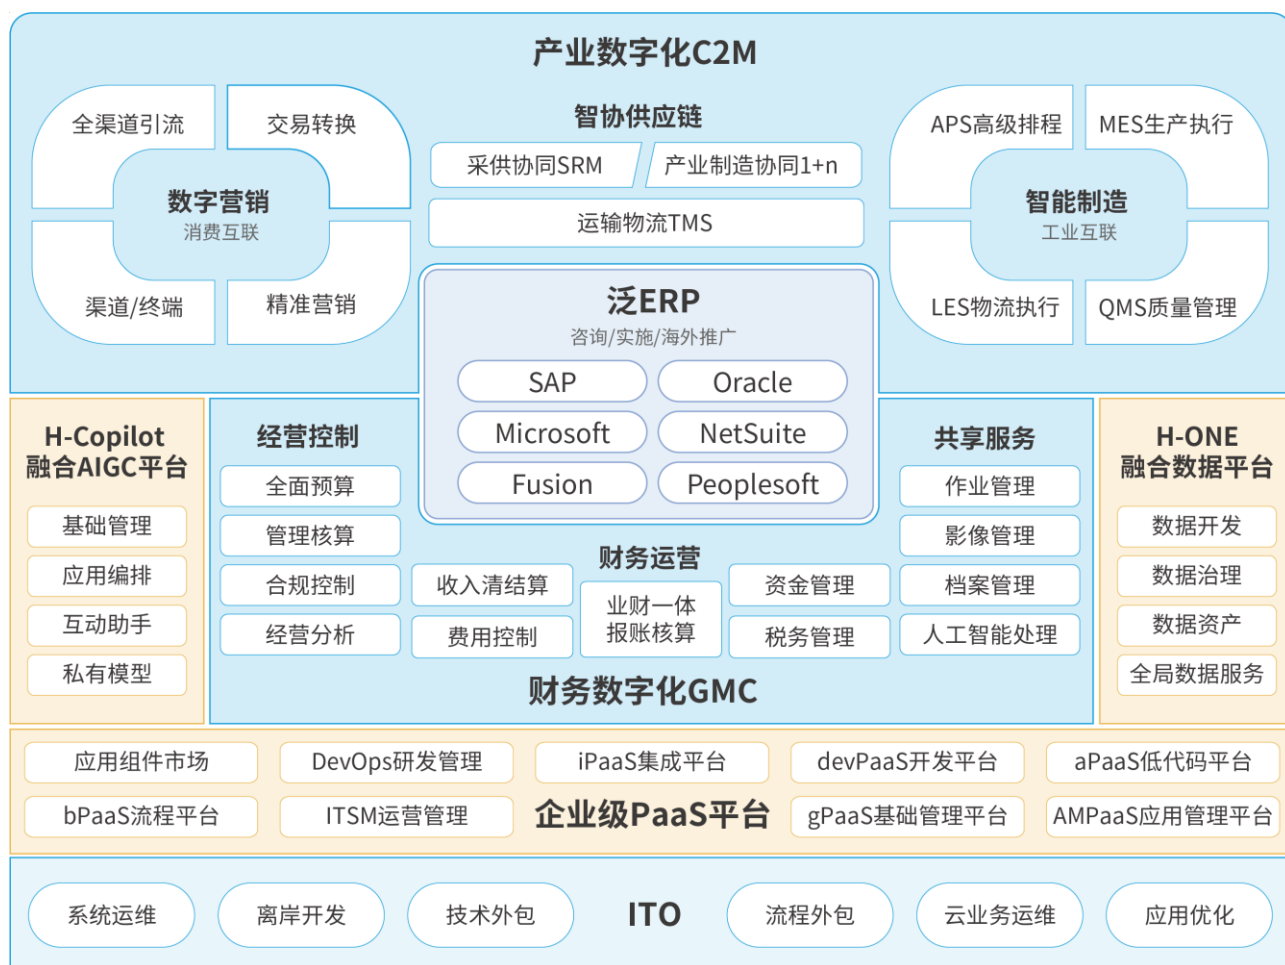 产业数字化C2M
全渠道引流
交易转换
数字营销
消费互联
渠道/终端
精准营销
智协供应链
采供协同SRM
产业制造协同1+n
运输物流TMS
APS高级排程
MES生产执行
智能制造
工业互联
LES物流执行
QMS质量管理
泛ERP
咨询/实施/海外推广
SAP
Oracle
Microsoft
NetSuite
Fusion
Peoplesoft
H-Copilot
融合AIGC平台
基础管理
应用编排
互动助手
私有模型
经营控制
全面预算
管理核算
合规控制
经营分析
财务运营
收入清结算
费用控制
业财一体
报账核算
资金管理
税务管理
共享服务
作业管理
影像管理
档案管理
人工智能处理
财务数字化GMC
H-ONE
融合数据平台
数据开发
数据治理
数据资产
全局数据服务
应用组件市场
DevOps研发管理
iPaaS集成平台
devPaaS开发平台
aPaaS低代码平台
bPaaS流程平台
ITSM运营管理
企业级PaaS平台
gPaaS基础管理平台
AMPaaS应用管理平台
系统运维
离岸开发
技术外包
ITO
流程外包
云业务运维
应用优化